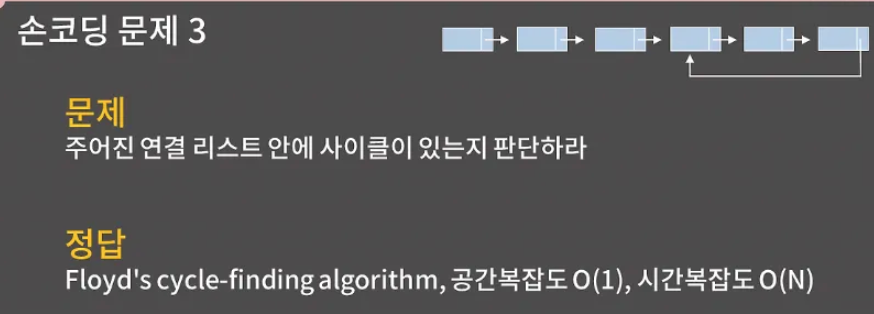 손코딩 문제 3
문제
주어진 연결 리스트 안에 사이클이 있는지 판단하라
정답
Floyd's cycle-finding algorithm, 공간복잡도 O(1), 시간복잡도 O(N)